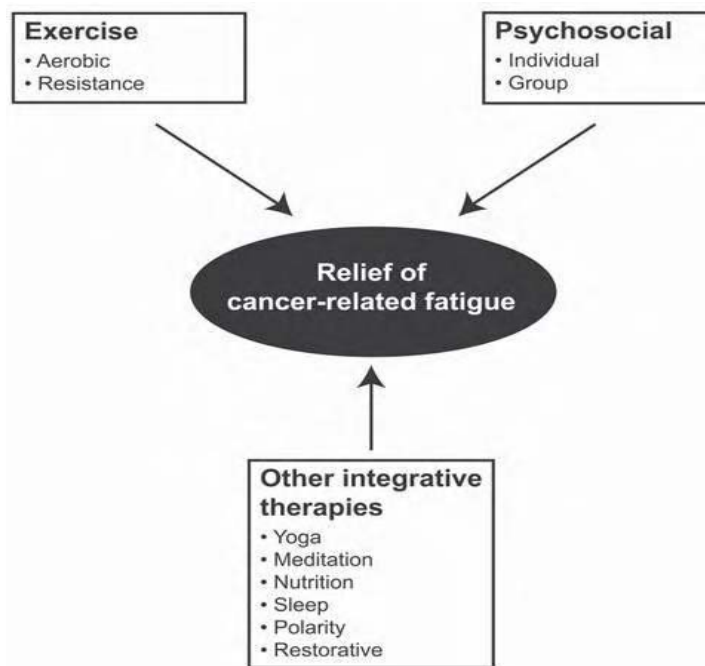 Exercise
• Aerobic
• Resistance
Psychosocial
• Individual
• Group
Relief of
cancer-related fatigue
Other integrative
therapies
• Yoga
• Meditation
• Nutrition
• Sleep
• Polarity
• Restorative